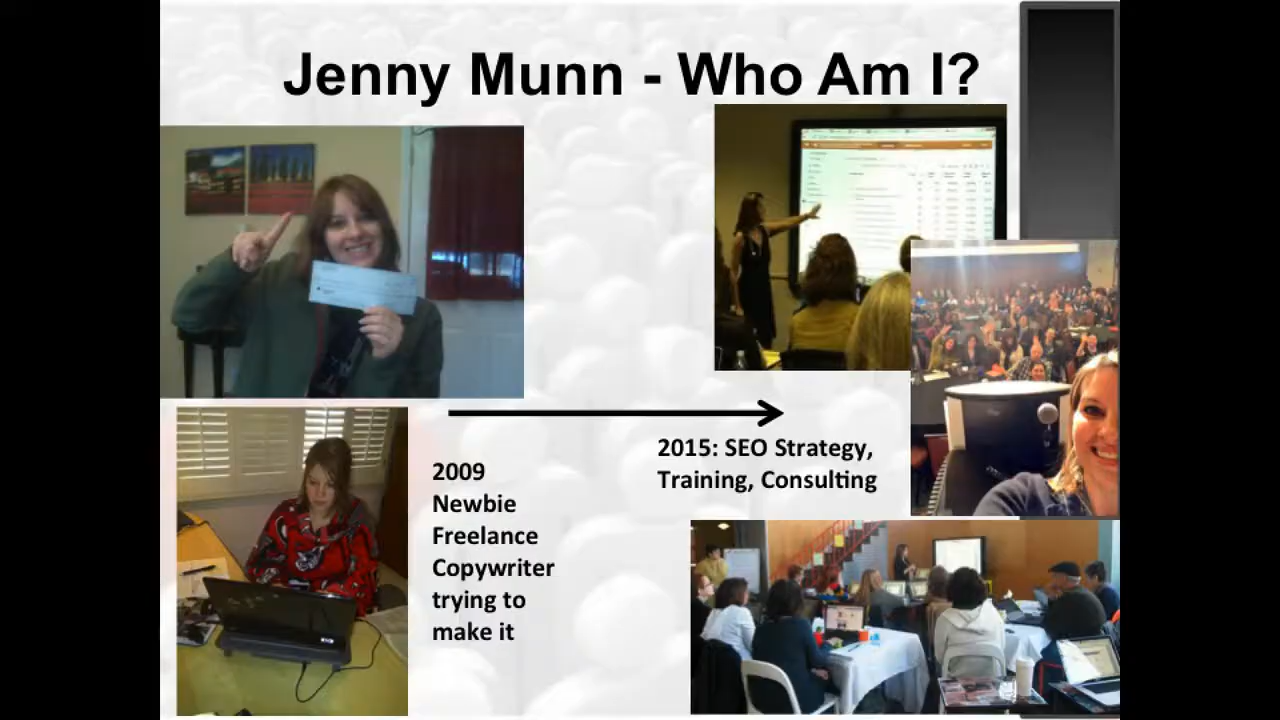 Jenny Munn - Who Am I?
2009
Newbie
Freelance
Copywriter
trying to
make it
2015: SEO Strategy,
Training, Consulting